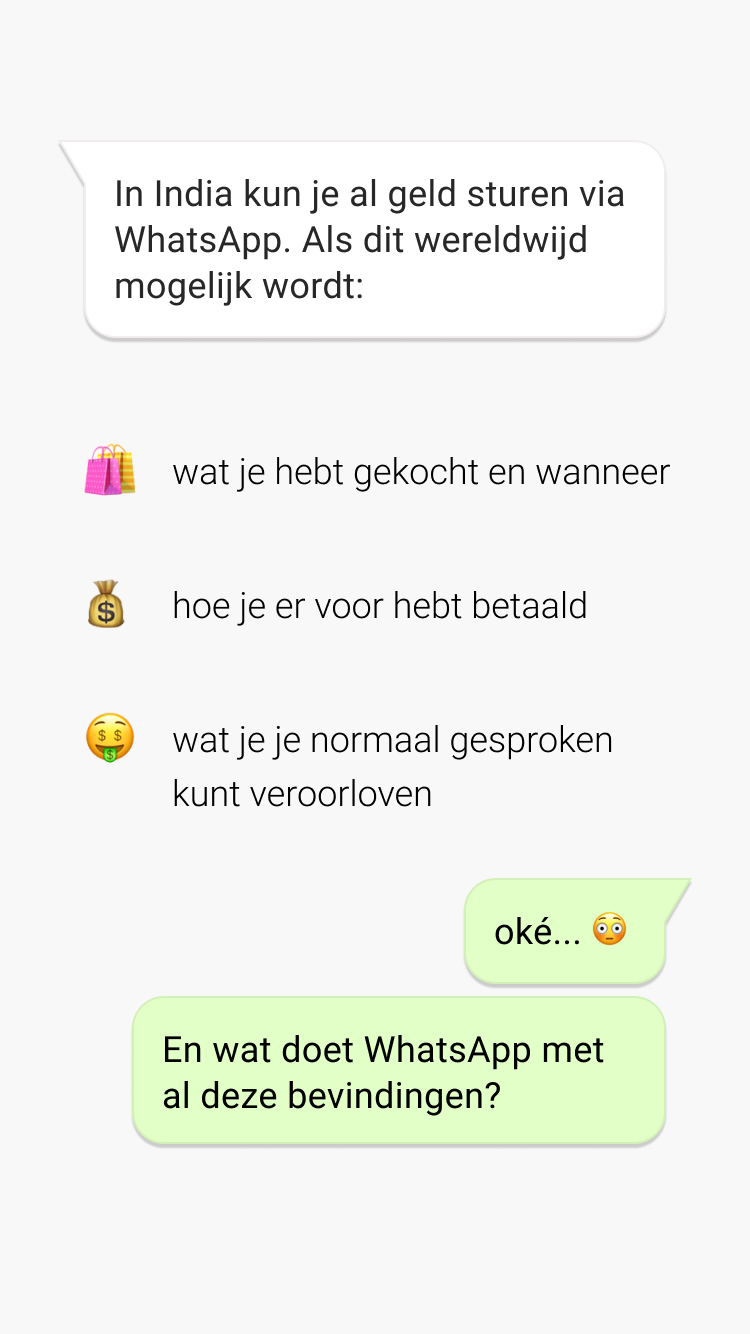 In India kun je al geld sturen via
WhatsApp. Als dit wereldwijd
mogelijk wordt:
wat je hebt gekocht en wanneer
hoe je er voor hebt betaald
wat je je normaal gesproken
kunt veroorloven
oké... 😳
En wat doet WhatsApp met
al deze bevindingen?